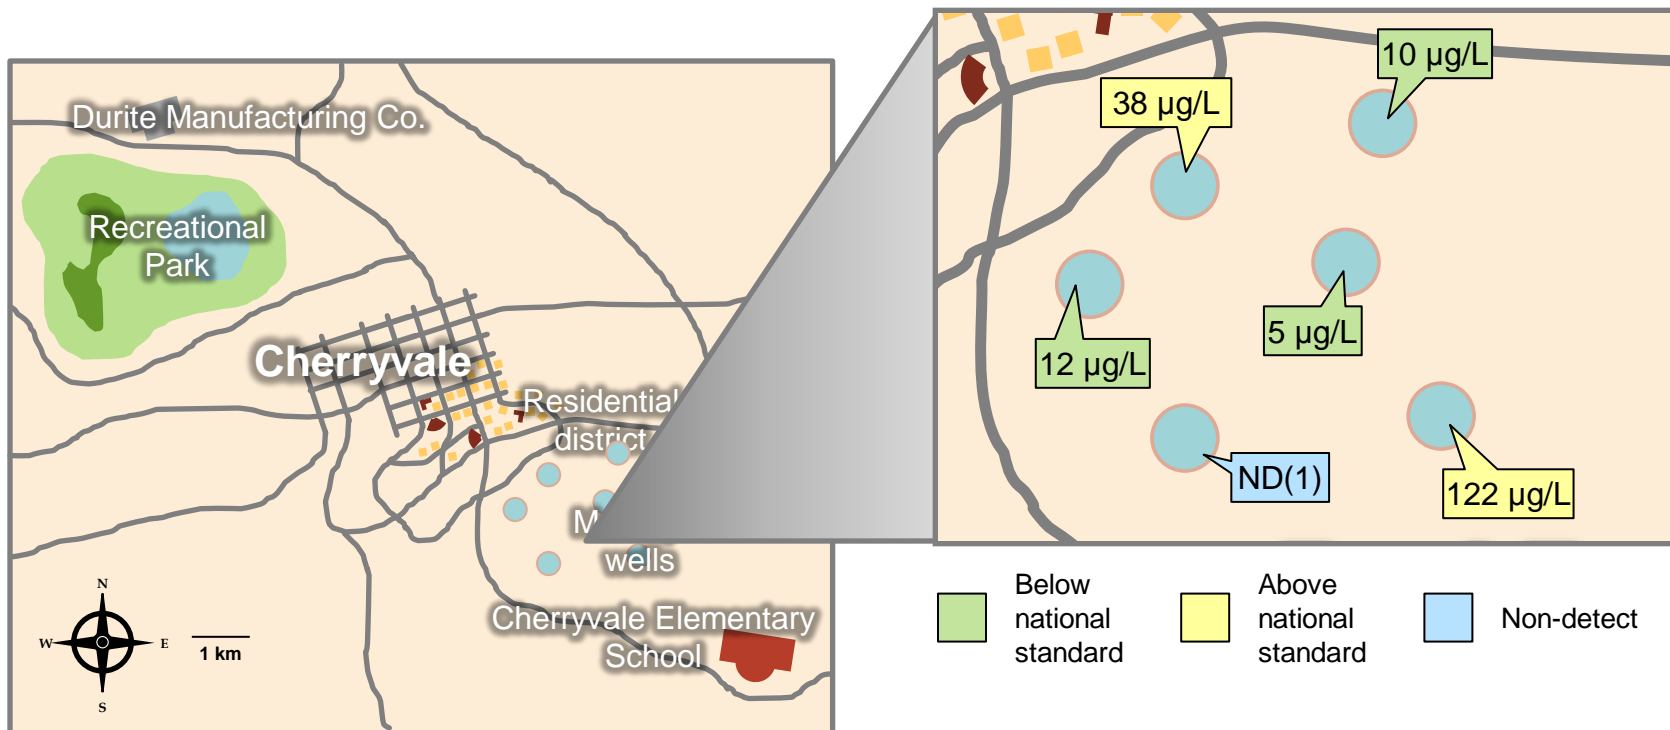 Durite Manufacturing Co.
Recreational
Park
Cherryvale
Residential
district
wells
Cherryvale Elementary
School
N
W
E
S
1 km
10 µg/L
38 µg/L
5 µg/L
12 µg/L
ND(1)
122 µg/L
Below
national
standard
Above
national
standard
Non-detect